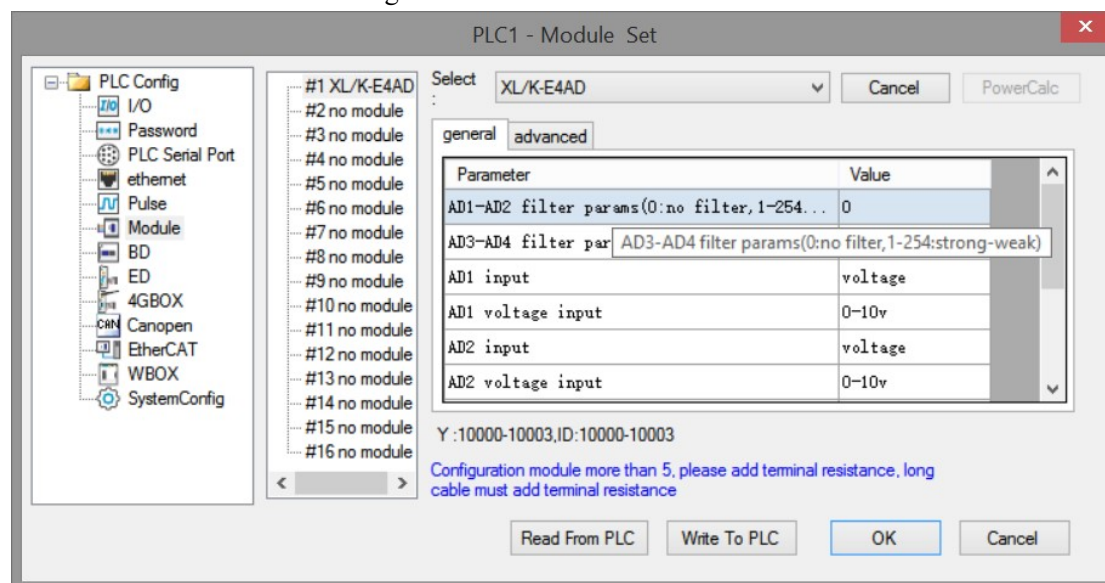 PLC1 - Module Set
PLC Config
I/O
Password
PLC Serial Port
ethernet
Pulse
Module
BD
ED
4GBOX
CAN Canopen
EtherCAT
WBOX
SystemConfig
#1 XL/K-E4AD
#2 no module
#3 no module
#4 no module
#5 no module
#6 no module
#7 no module
#8 no module
#9 no module
#10 no module
#11 no module
#12 no module
#13 no module
#14 no module
#15 no module
#16 no module
Select : XL/K-E4AD Cancel PowerCalc
general advanced
Parameter Value
AD1-AD2 filter params(0:no filter,1-254... 0
AD3-AD4 filter par
AD3-AD4 filter params(0:no filter,1-254:strong-weak)
AD1 input voltage
AD1 voltage input 0-10v
AD2 input voltage
AD2 voltage input 0-10v
Y :10000-10003,ID:10000-10003
Configuration module more than 5, please add terminal resistance, long
cable must add terminal resistance
Read From PLC Write To PLC OK Cancel